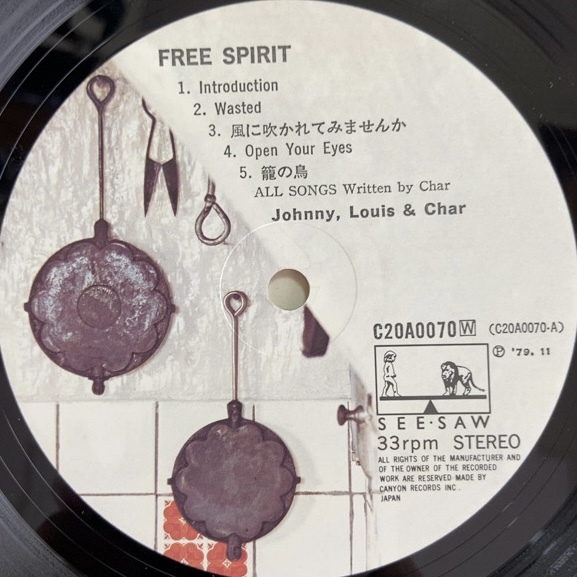 FREE SPIRIT
1. Introduction
2. Wasted
3. 風に吹かれてみませんか
4. Open Your Eyes
5. 籠の鳥
ALL SONGS Written by Char
Johnny, Louis & Char
C20A0070 W (C20A0070-A)
Ⓟ '79. 11
SEE·SAW
33rpm STEREO
ALL RIGHTS OF THE MANUFACTURER AND
OF THE OWNER OF THE RECORDED
WORK ARE RESERVED·MADE BY
CANYON RECORDS INC.
JAPAN